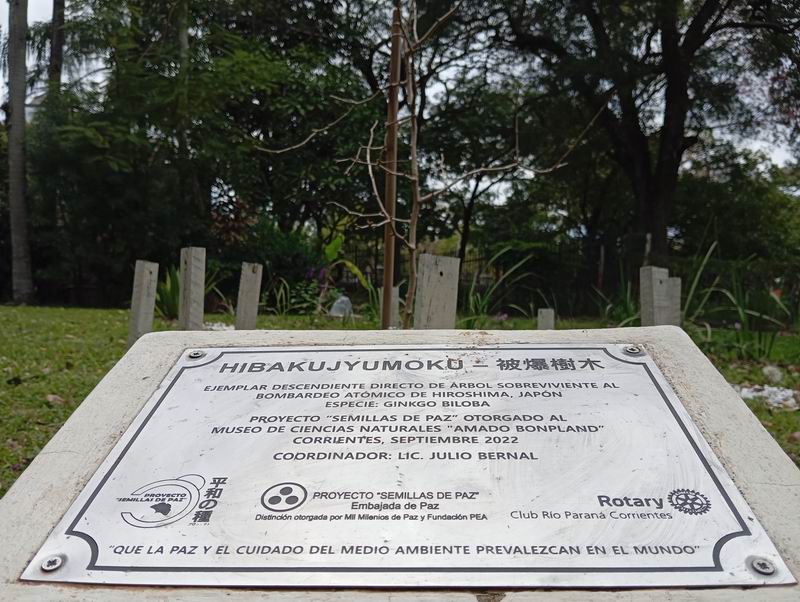 HIBAKUJYUMOKU – 被爆樹木
EJEMPLAR DESCENDIENTE DIRECTO DE ÁRBOL SOBREVIVIENTE AL
BOMBARDEO ATÓMICO DE HIROSHIMA, JAPÓN
ESPECIE: GINKGO BILOBA
PROYECTO "SEMILLAS DE PAZ" OTORGADO AL
MUSEO DE CIENCIAS NATURALES "AMADO BONPLAND"
CORRIENTES, SEPTIEMBRE 2022
COORDINADOR: LIC. JULIO BERNAL
PROYECTO
"SEMILLAS DE PAZ"
平和の種
PROYECTO "SEMILLAS DE PAZ"
Embajada de Paz
Distinción otorgada por Mil Milenios de Paz y Fundación PEA
Rotary
Club Río Paraná Corrientes
"QUE LA PAZ Y EL CUIDADO DEL MEDIO AMBIENTE PREVALEZCAN EN EL MUNDO"